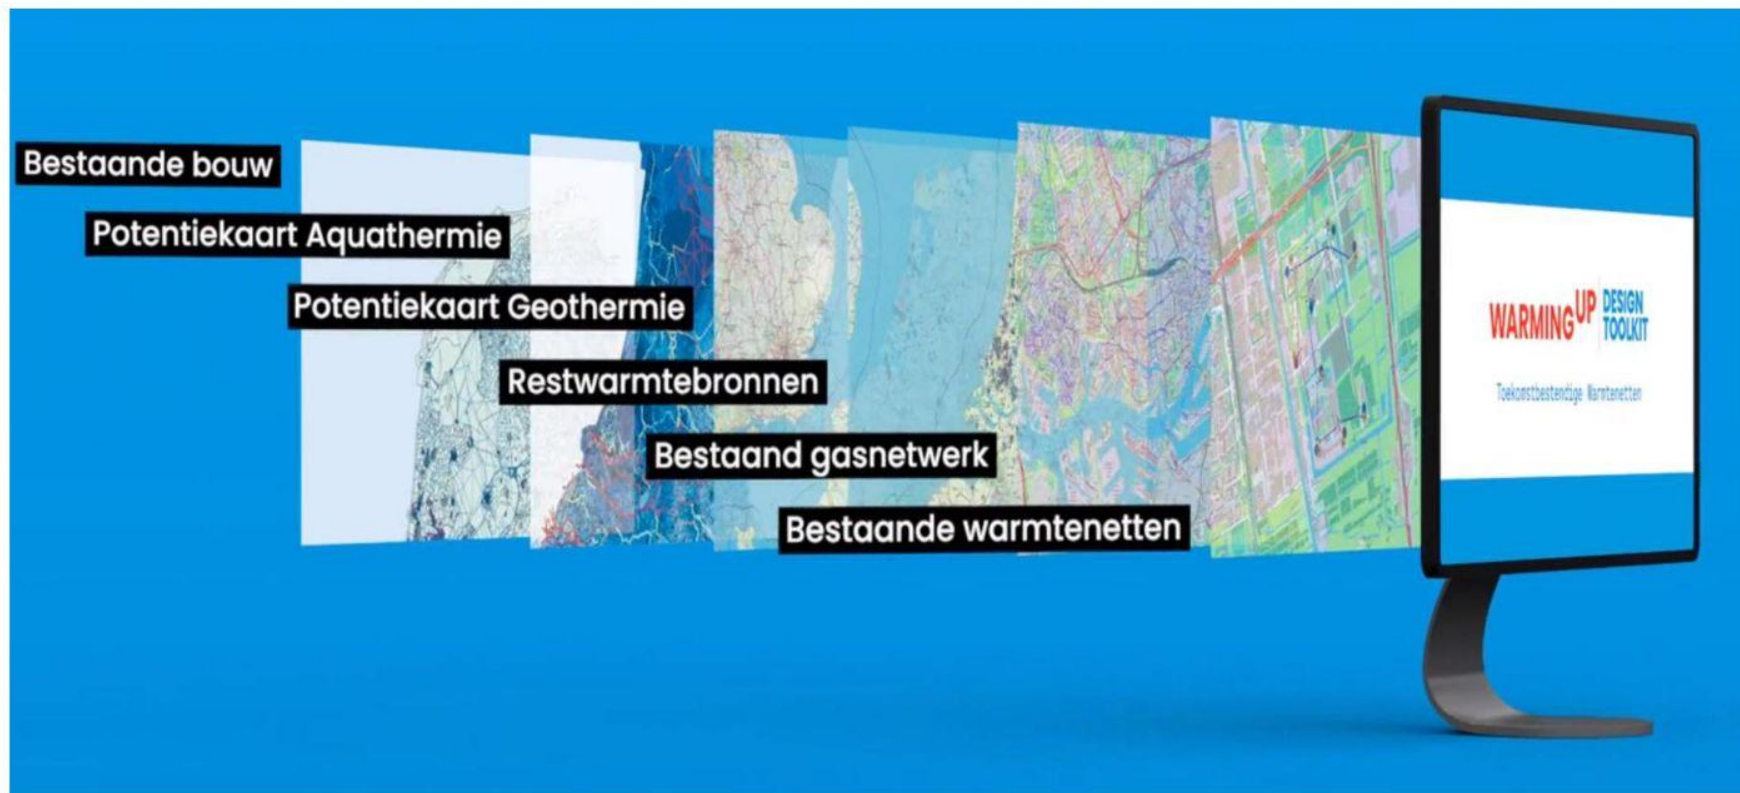 Bestaande bouw
Potentiekaart Aquathermie
Potentiekaart Geothermie
Restwarmtebronnen
Bestaand gasnetwerk
Bestaande warmtenetten
WARMINGUP DESIGN
TOOLKIT
Toekomstbestendige Warmtenetten